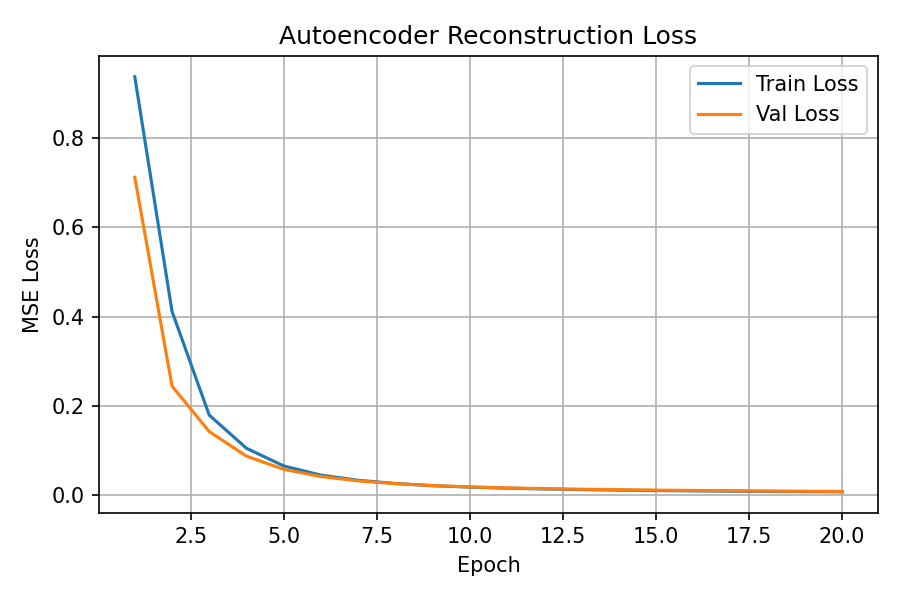 Autoencoder Reconstruction Loss
Train Loss
Val Loss
MSE Loss
0.8
0.6
0.4
0.2
0.0
2.5 5.0 7.5 10.0 12.5 15.0 17.5 20.0
Epoch